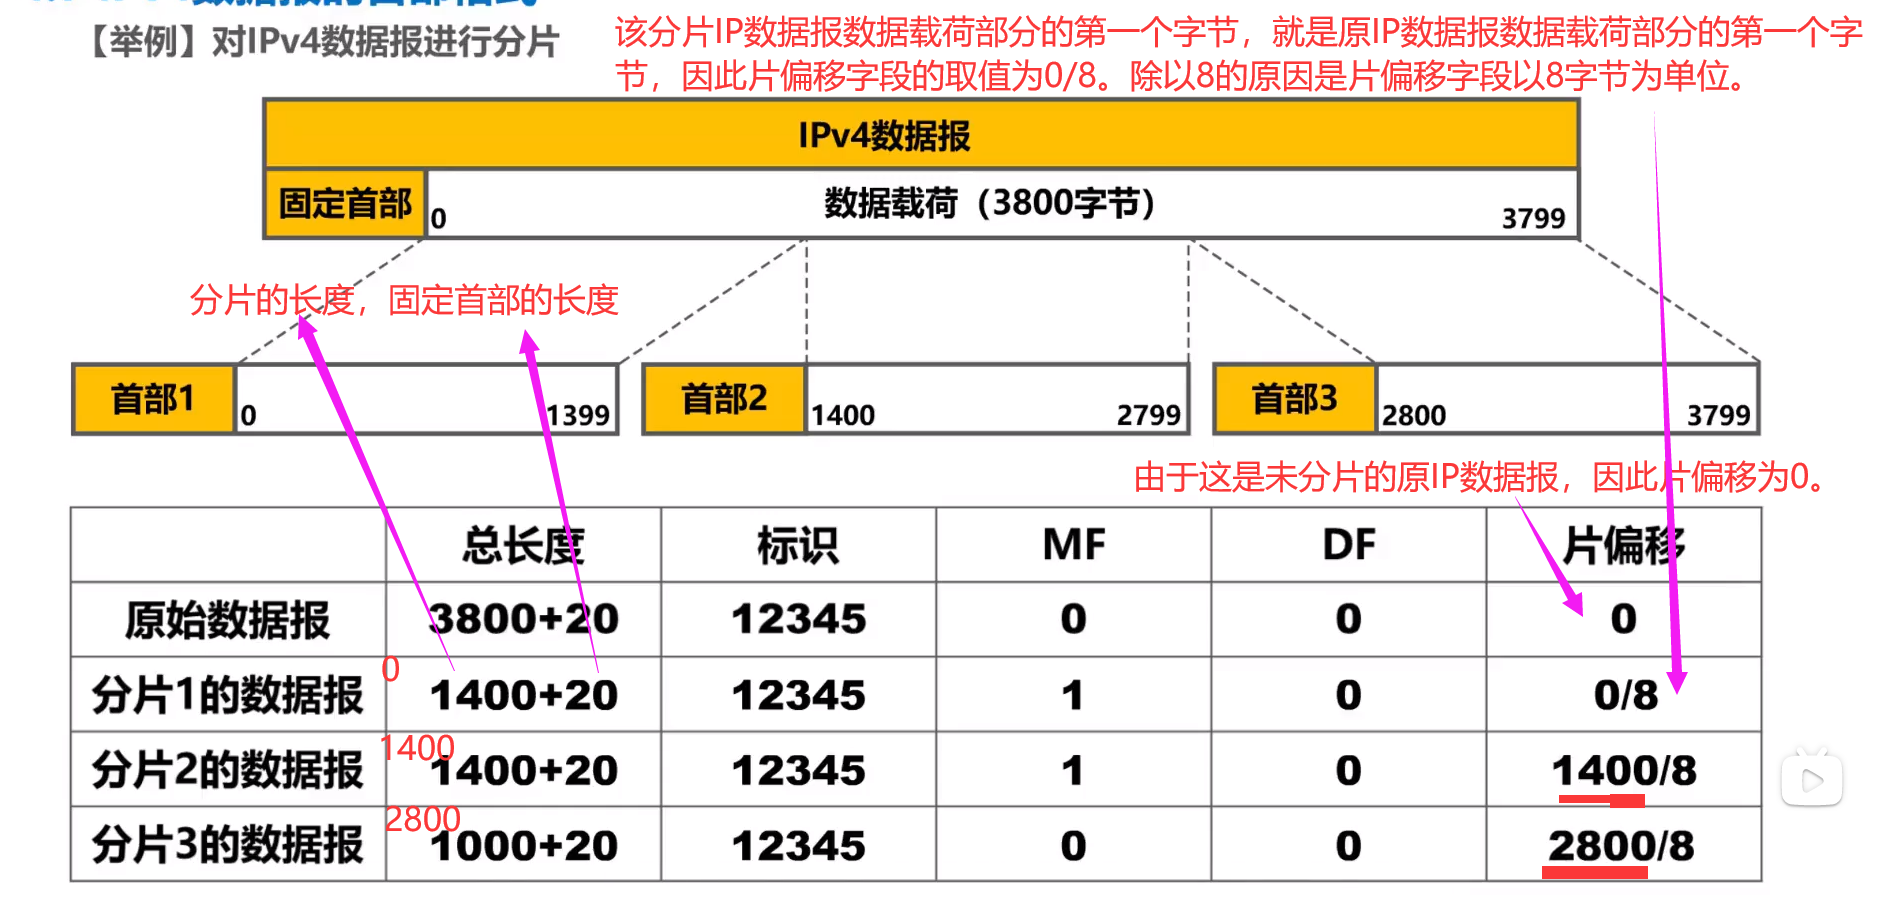 【举例】对IPv4数据报进行分片
该分片IP数据报数据载荷部分的第一个字节，就是原IP数据报数据载荷部分的第一个字
节，因此片偏移字段的取值为0/8。除以8的原因是片偏移字段以8字节为单位。
IPv4数据报
固定首部 0 数据载荷（3800字节） 3799
分片的长度，固定首部的长度
首部1 0 1399 首部2 1400 2799 首部3 2800 3799
由于这是未分片的原IP数据报，因此片偏移为0。
总长度 标识 MF DF 片偏移
原始数据报 3800+20 12345 0 0 0
0
分片1的数据报 1400+20 12345 1 0 0/8
1400
分片2的数据报 1400+20 12345 1 0 1400/8
2800
分片3的数据报 1000+20 12345 0 0 2800/8